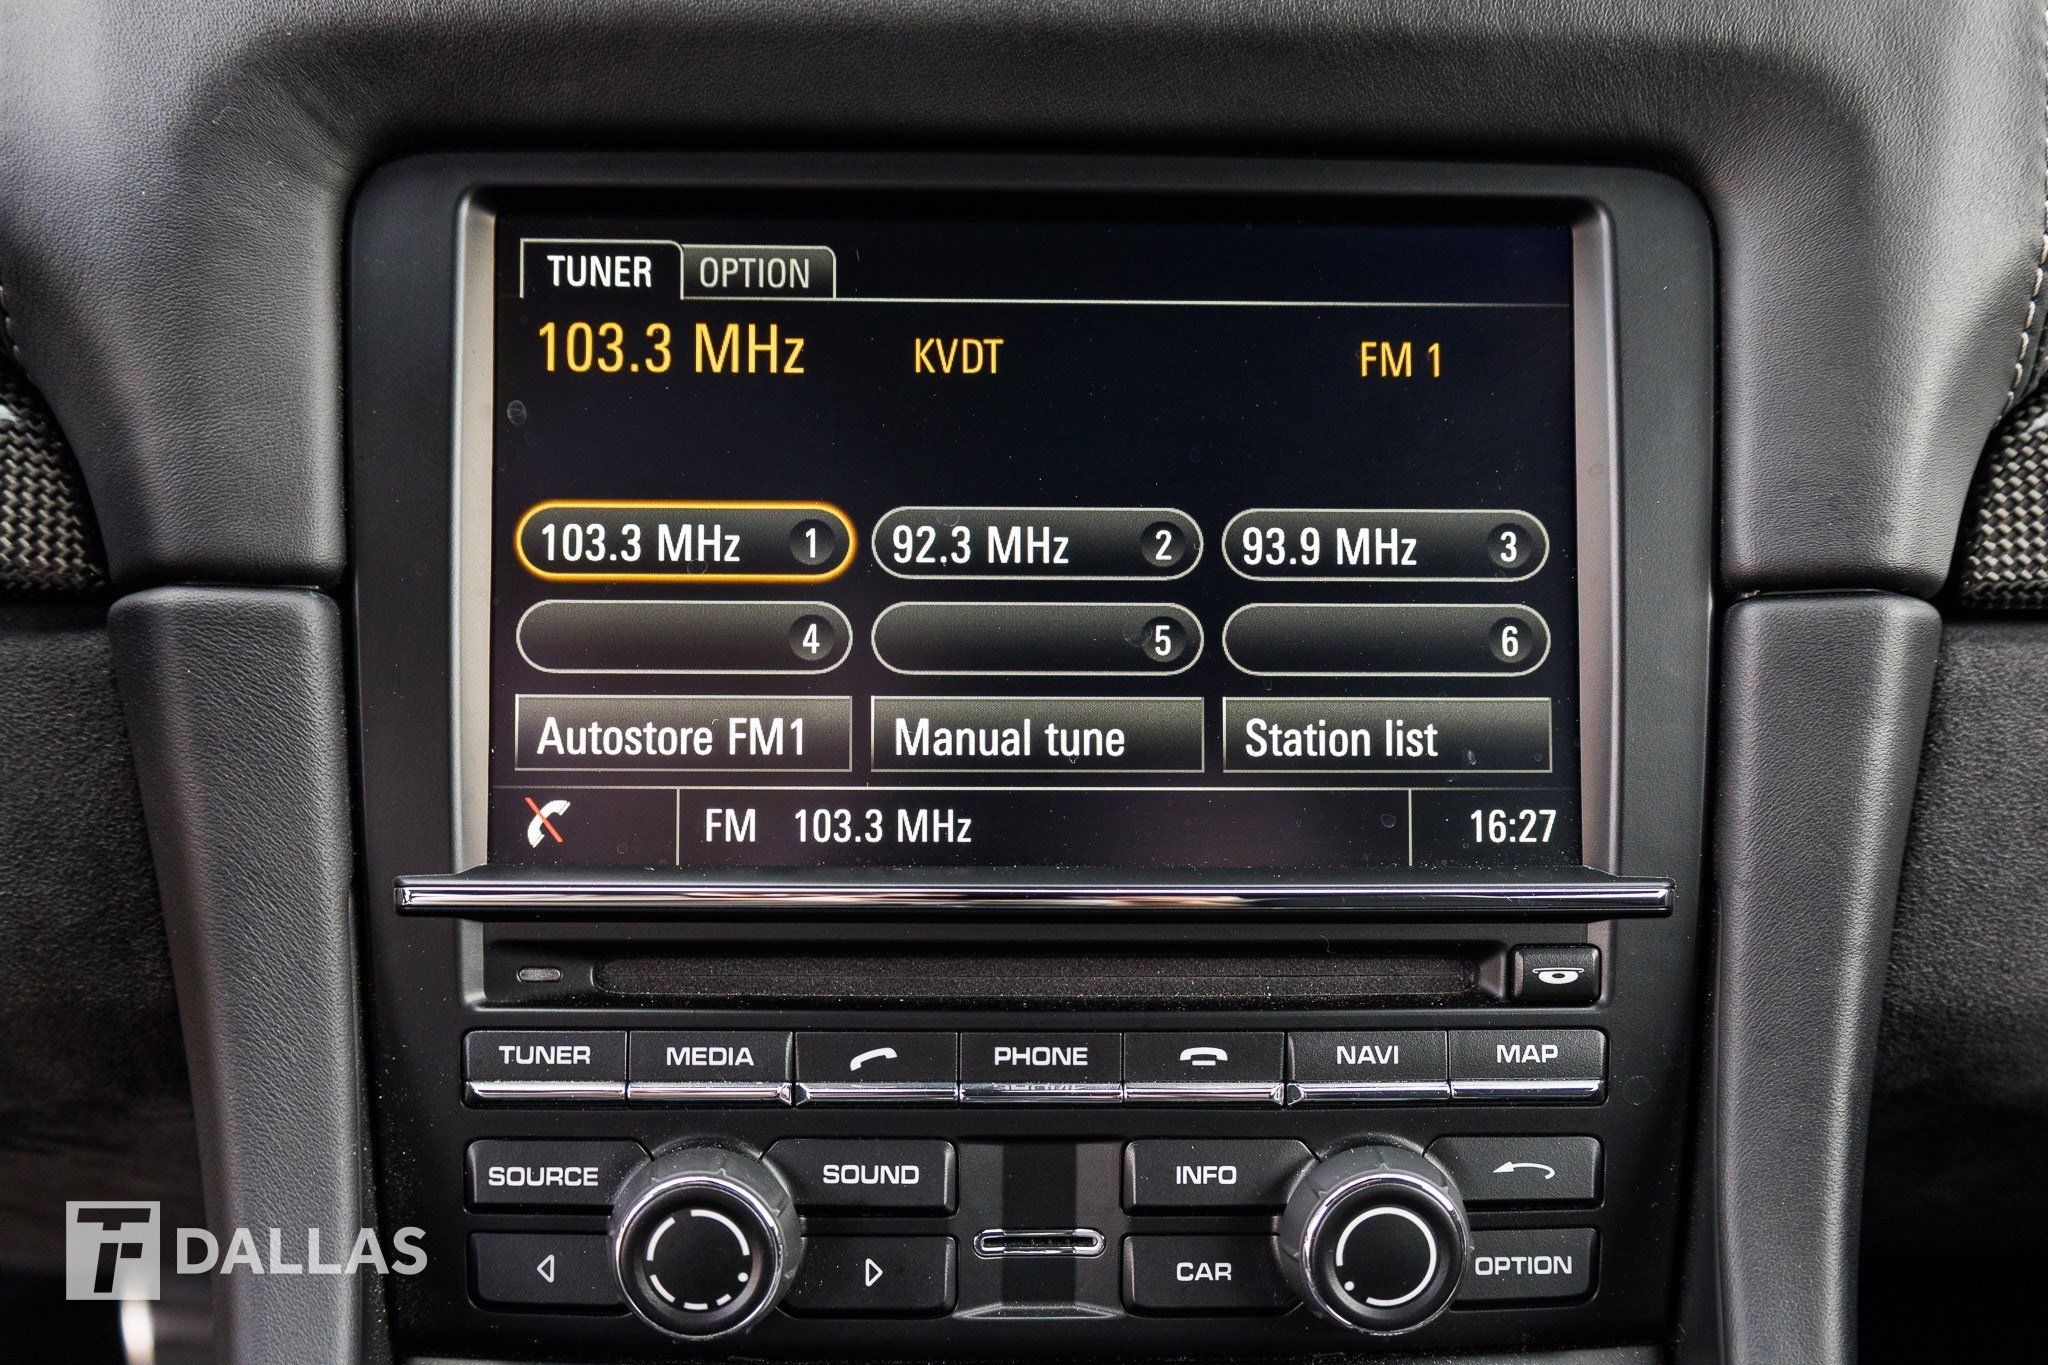 TUNER OPTION
103.3 MHz KVDT FM 1
103.3 MHz 1 92.3 MHz 2 93.9 MHz 3
4 5 6
Autostore FM1 Manual tune Station list
FM 103.3 MHz 16:27
TUNER MEDIA PHONE NAVI MAP
SOURCE SOUND INFO
CAR OPTION
DALLAS